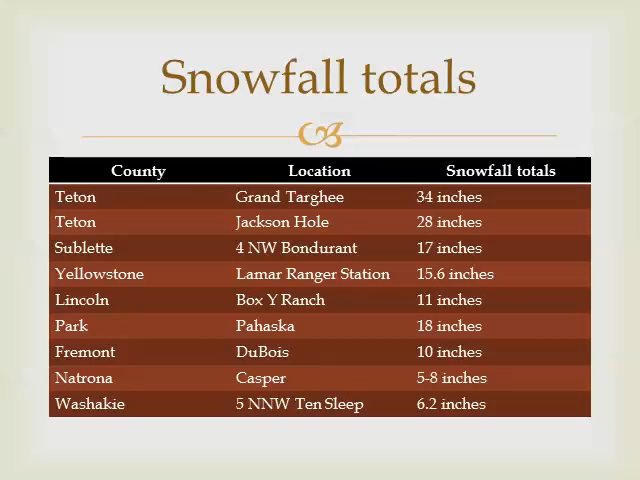 Snowfall totals
County Location Snowfall totals
Teton Grand Targhee 34 inches
Teton Jackson Hole 28 inches
Sublette 4 NW Bondurant 17 inches
Yellowstone Lamar Ranger Station 15.6 inches
Lincoln Box Y Ranch 11 inches
Park Pahaska 18 inches
Fremont DuBois 10 inches
Natrona Casper 5-8 inches
Washakie 5 NNW Ten Sleep 6.2 inches